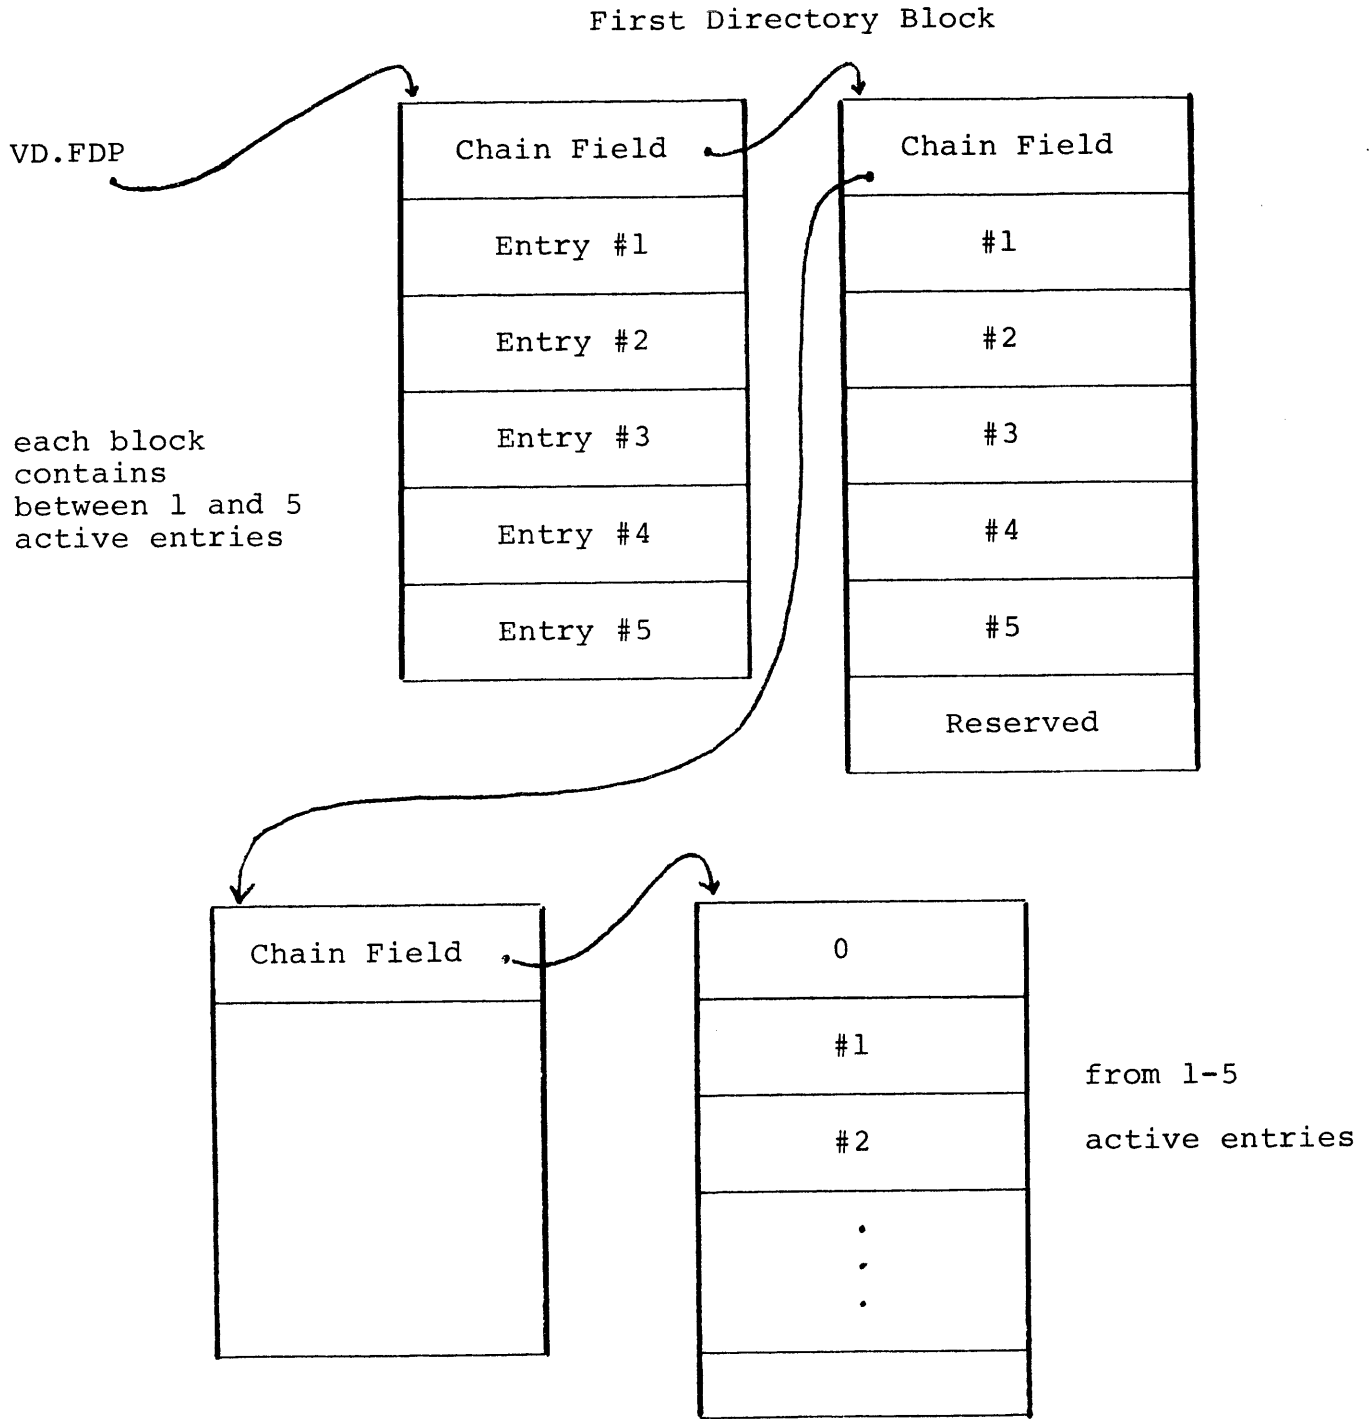 First Directory Block
VD.FDP
Chain Field
Entry #1
Entry #2
Entry #3
Entry #4
Entry #5
each block
contains
between 1 and 5
active entries
Chain Field
#1
#2
#3
#4
#5
Reserved
Chain Field
0
#1
#2
from 1-5
active entries